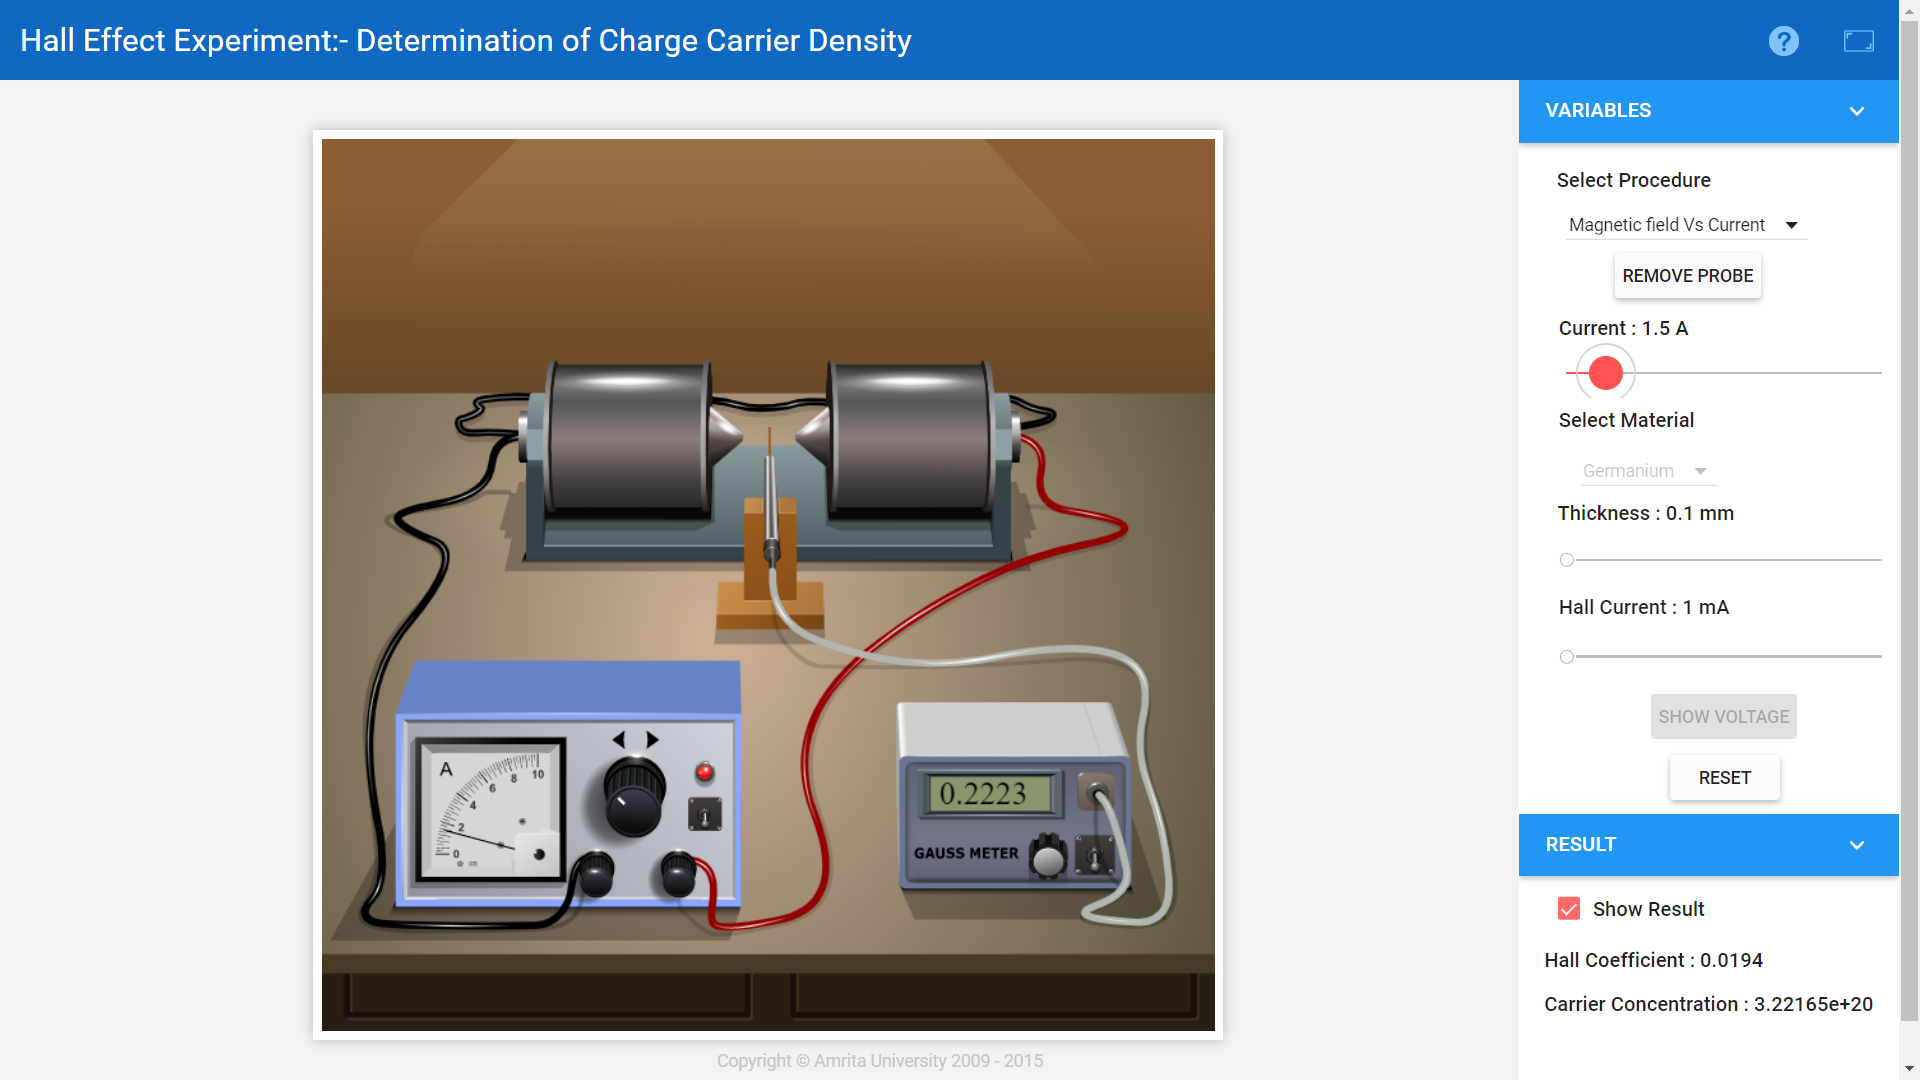 Hall Effect Experiment:- Determination of Charge Carrier Density
?
VARIABLES
Select Procedure
Magnetic field Vs Current
REMOVE PROBE
Current : 1.5 A
Select Material
Germanium
Thickness : 0.1 mm
Hall Current : 1 mA
SHOW VOLTAGE
RESET
RESULT
Show Result
Hall Coefficient : 0.0194
Carrier Concentration : 3.22165e+20
A
0
2
4
6
8
10
0.2223
GAUSS METER
Copyright © Amrita University 2009 - 2015